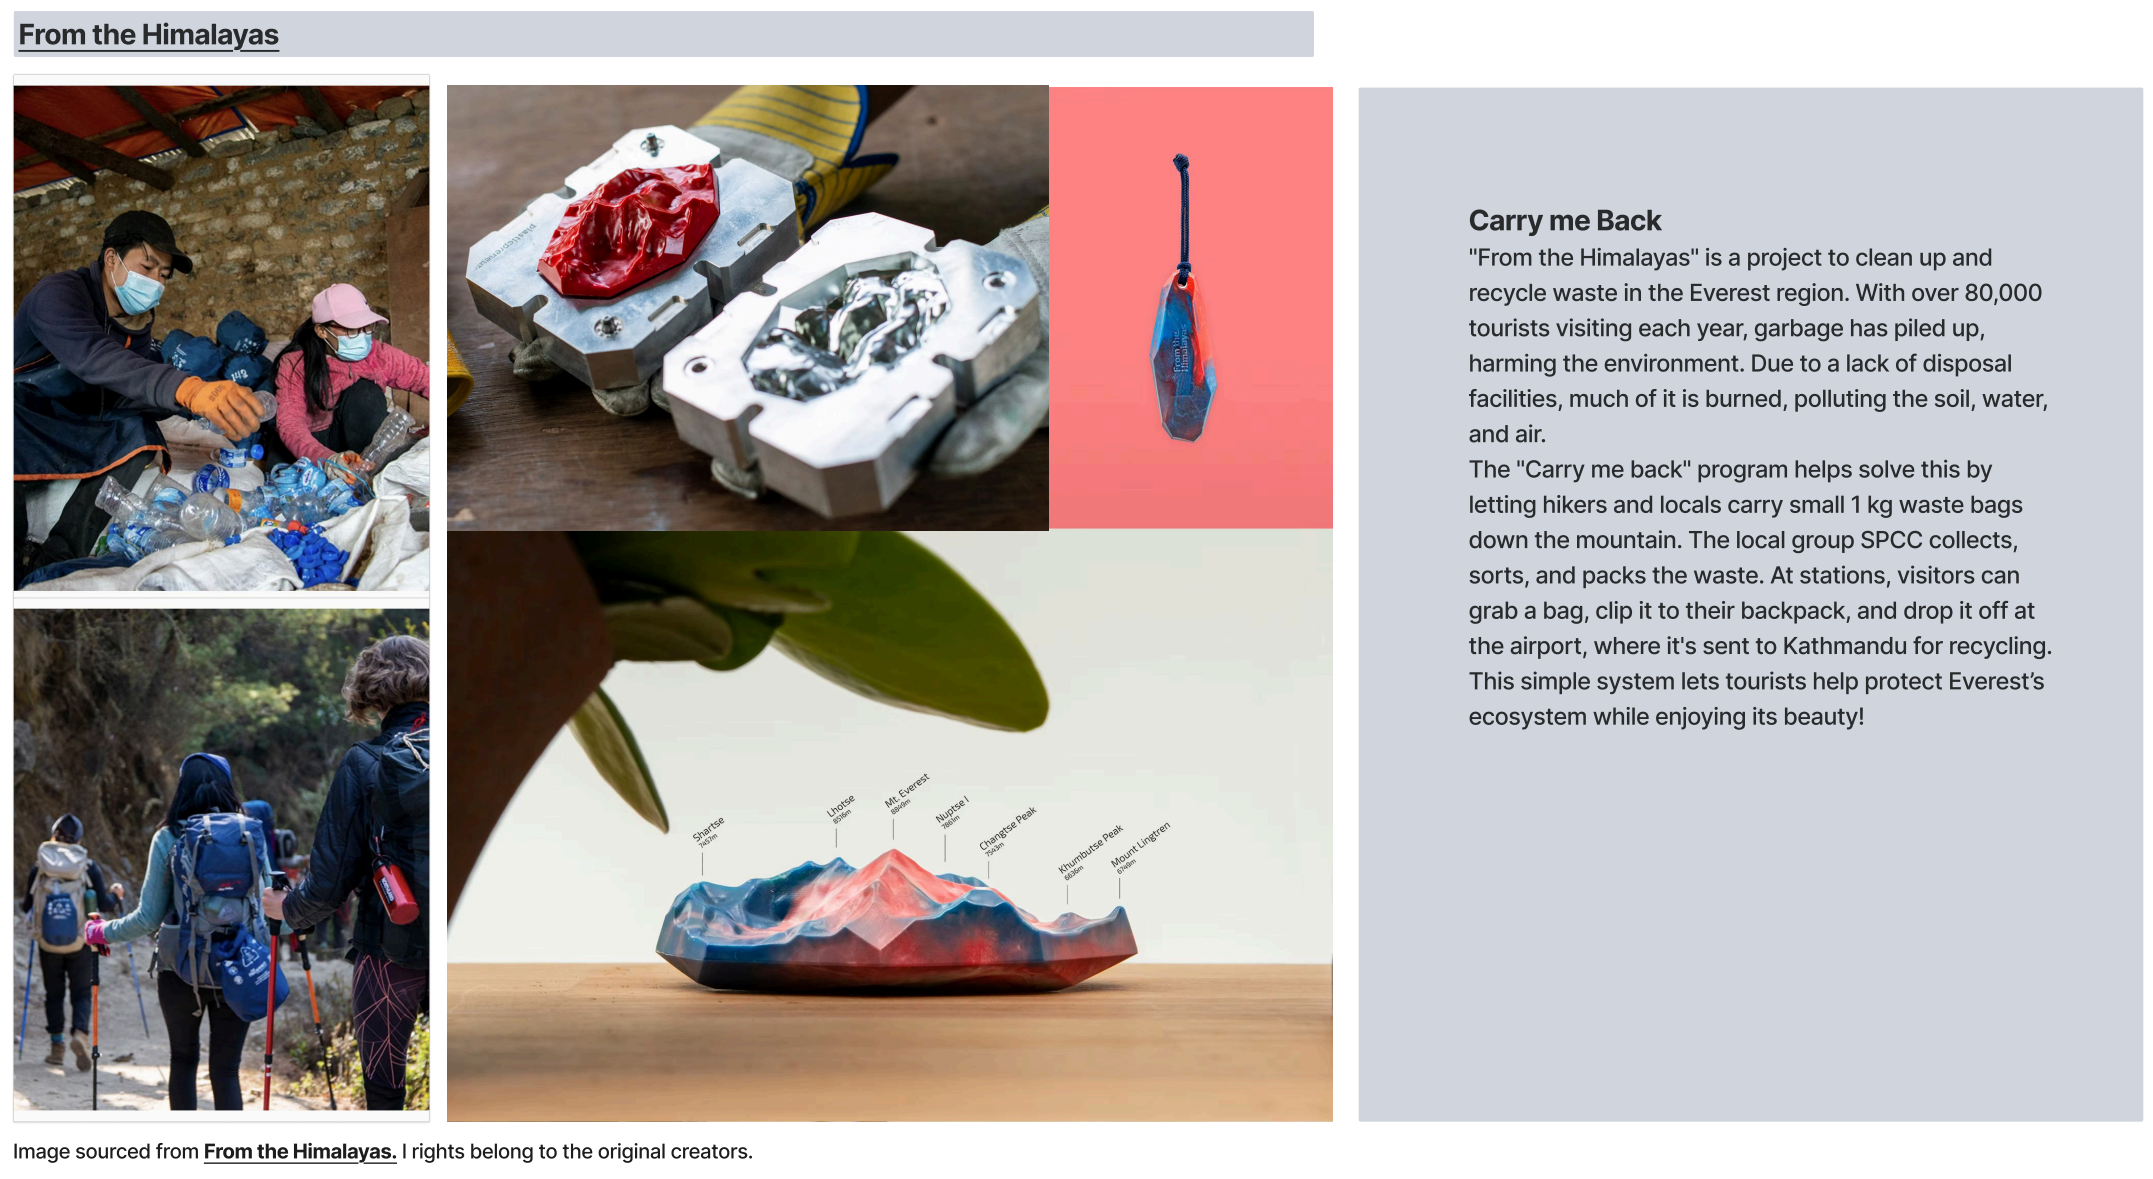 From the Himalayas
plasticpreneur
From the
Himalayas
Shartse
7457m
Lhotse
8516m
Mt. Everest
8849m
Nuptse I
7861m
Changtse Peak
7543m
Khumbutse Peak
6636m
Mount Lingtren
6749m
Carry me Back
"From the Himalayas" is a project to clean up and
recycle waste in the Everest region. With over 80,000
tourists visiting each year, garbage has piled up,
harming the environment. Due to a lack of disposal
facilities, much of it is burned, polluting the soil, water,
and air.
The "Carry me back" program helps solve this by
letting hikers and locals carry small 1 kg waste bags
down the mountain. The local group SPCC collects,
sorts, and packs the waste. At stations, visitors can
grab a bag, clip it to their backpack, and drop it off at
the airport, where it's sent to Kathmandu for recycling.
This simple system lets tourists help protect Everest’s
ecosystem while enjoying its beauty!
Image sourced from From the Himalayas. I rights belong to the original creators.